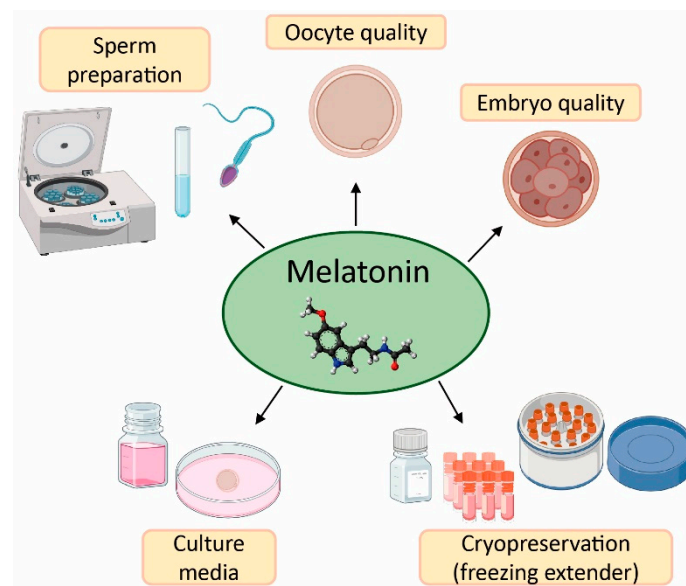 Oocyte quality
Sperm
preparation
Embryo quality
Melatonin
Culture
media
Cryopreservation
(freezing extender)